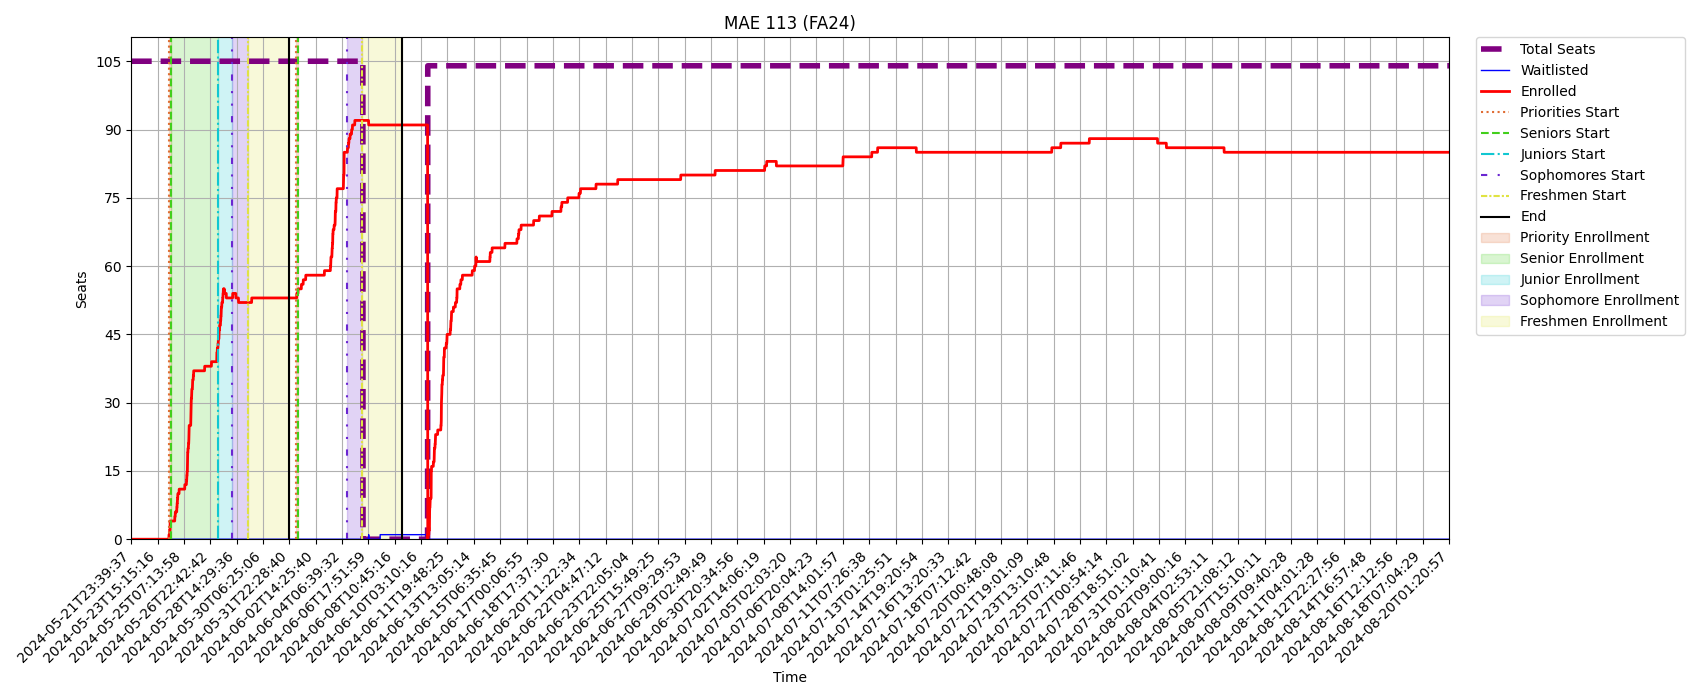 MAE 113 (FA24)
Seats
105
90
75
60
45
30
15
0
2024-05-21T23:39:37
2024-05-23T15:15:16
2024-05-25T07:13:58
2024-05-26T22:42:42
2024-05-28T14:29:36
2024-05-30T06:25:06
2024-05-31T22:28:40
2024-06-02T14:25:40
2024-06-04T06:39:32
2024-06-06T17:51:59
2024-06-08T10:45:16
2024-06-10T03:10:16
2024-06-11T19:48:25
2024-06-13T13:05:14
2024-06-15T06:35:45
2024-06-17T00:06:55
2024-06-18T17:37:30
2024-06-20T11:22:34
2024-06-22T04:47:12
2024-06-23T22:05:04
2024-06-25T15:49:25
2024-06-27T09:29:53
2024-06-29T02:49:49
2024-06-30T20:34:56
2024-07-02T14:06:19
2024-07-05T02:03:20
2024-07-06T20:04:23
2024-07-08T14:01:57
2024-07-11T07:26:38
2024-07-13T01:25:51
2024-07-14T19:20:54
2024-07-16T13:20:33
2024-07-18T07:12:42
2024-07-20T00:48:08
2024-07-21T19:01:09
2024-07-23T13:10:48
2024-07-25T07:11:46
2024-07-27T00:54:14
2024-07-28T18:51:02
2024-07-31T01:10:41
2024-08-02T09:00:16
2024-08-04T02:53:11
2024-08-05T21:08:12
2024-08-07T15:10:11
2024-08-09T09:40:28
2024-08-11T04:01:28
2024-08-12T22:27:56
2024-08-14T16:57:48
2024-08-16T12:12:56
2024-08-18T07:04:29
2024-08-20T01:20:57
Time
Total Seats
Waitlisted
Enrolled
Priorities Start
Seniors Start
Juniors Start
Sophomores Start
Freshmen Start
End
Priority Enrollment
Senior Enrollment
Junior Enrollment
Sophomore Enrollment
Freshmen Enrollment